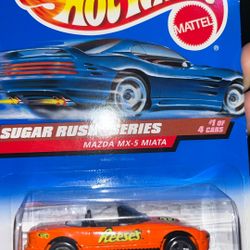 HOT WHEELS
MATTEL
SUGAR RUSH SERIES
#1 of
4 CARS
MAZDA MX-5 MIATA
Reese's